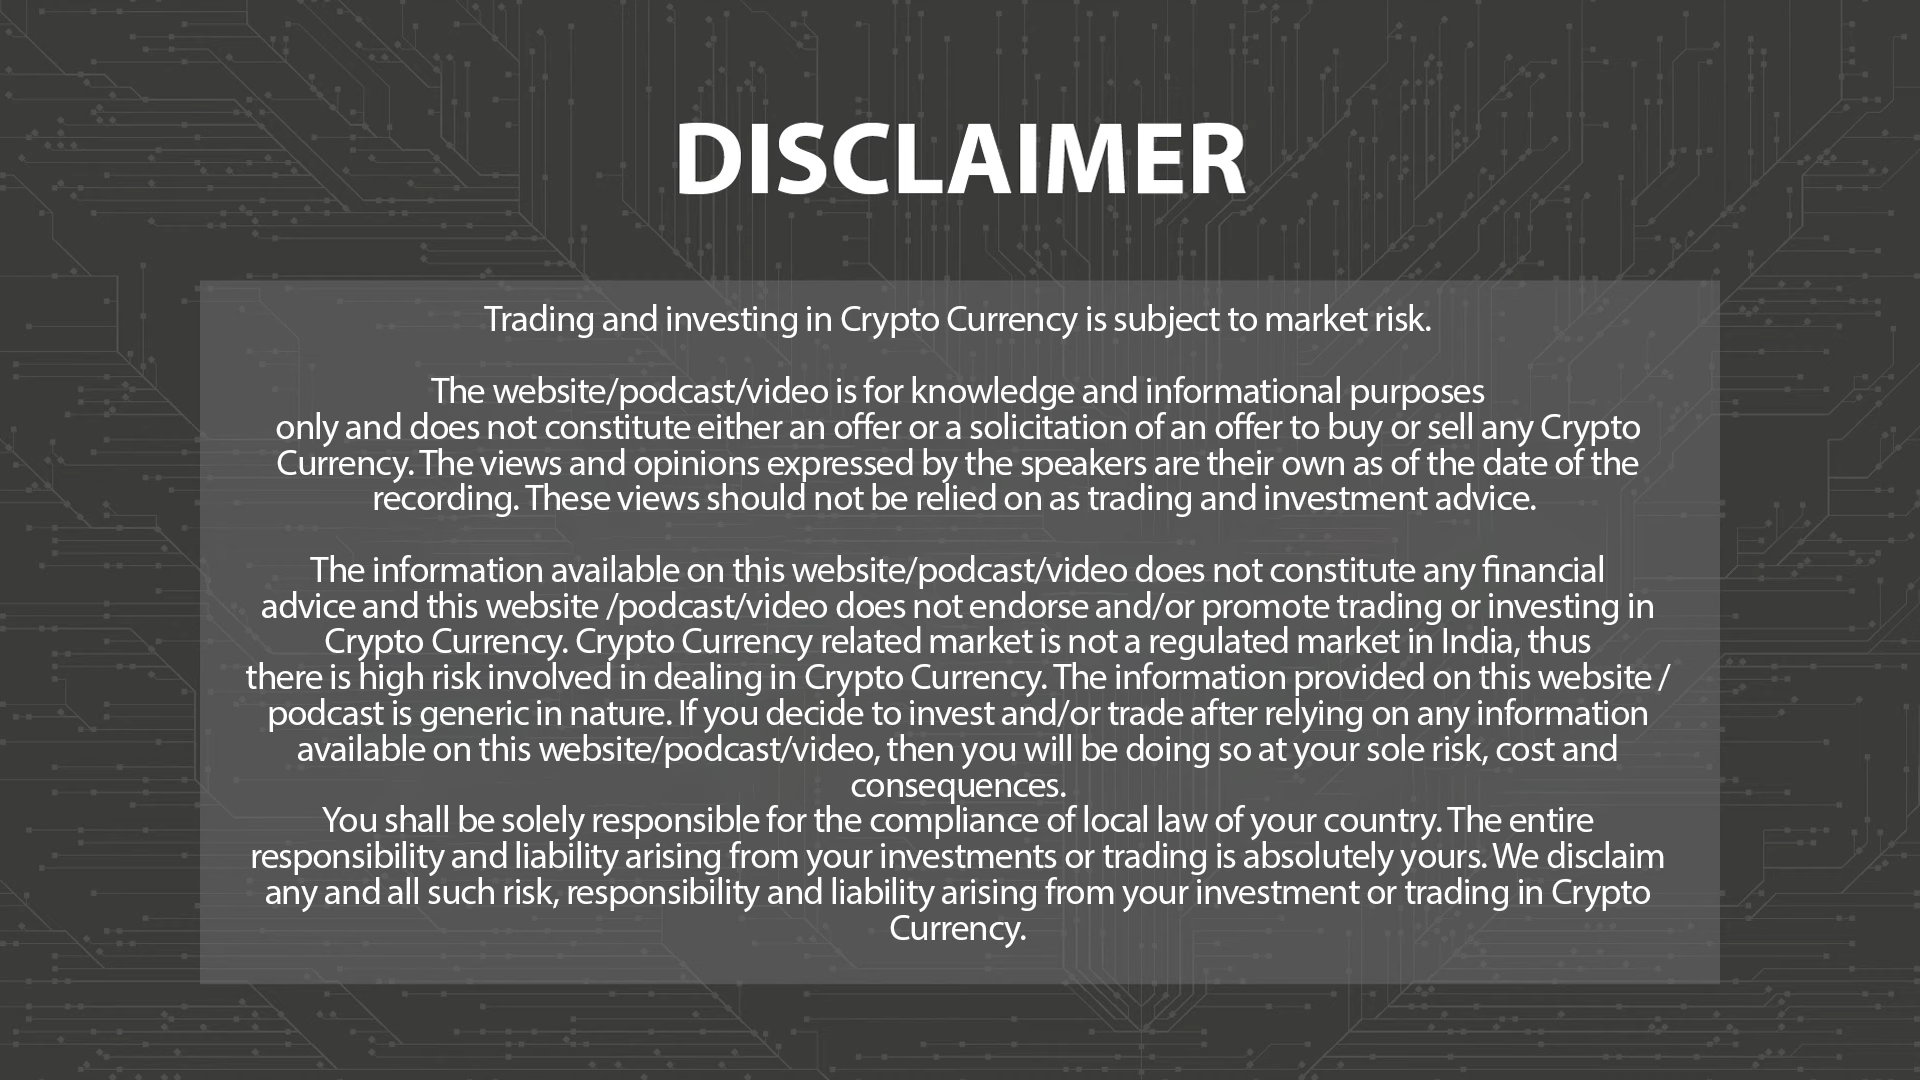 DISCLAIMER
Trading and investing in Crypto Currency is subject to market risk.
The website/podcast/video is for knowledge and informational purposes
only and does not constitute either an offer or a solicitation of an offer to buy or sell any Crypto
Currency. The views and opinions expressed by the speakers are their own as of the date of the
recording. These views should not be relied on as trading and investment advice.
The information available on this website/podcast/video does not constitute any financial
advice and this website /podcast/video does not endorse and/or promote trading or investing in
Crypto Currency. Crypto Currency related market is not a regulated market in India, thus
there is high risk involved in dealing in Crypto Currency. The information provided on this website /
podcast is generic in nature. If you decide to invest and/or trade after relying on any information
available on this website/podcast/video, then you will be doing so at your sole risk, cost and
consequences.
You shall be solely responsible for the compliance of local law of your country. The entire
responsibility and liability arising from your investments or trading is absolutely yours. We disclaim
any and all such risk, responsibility and liability arising from your investment or trading in Crypto
Currency.